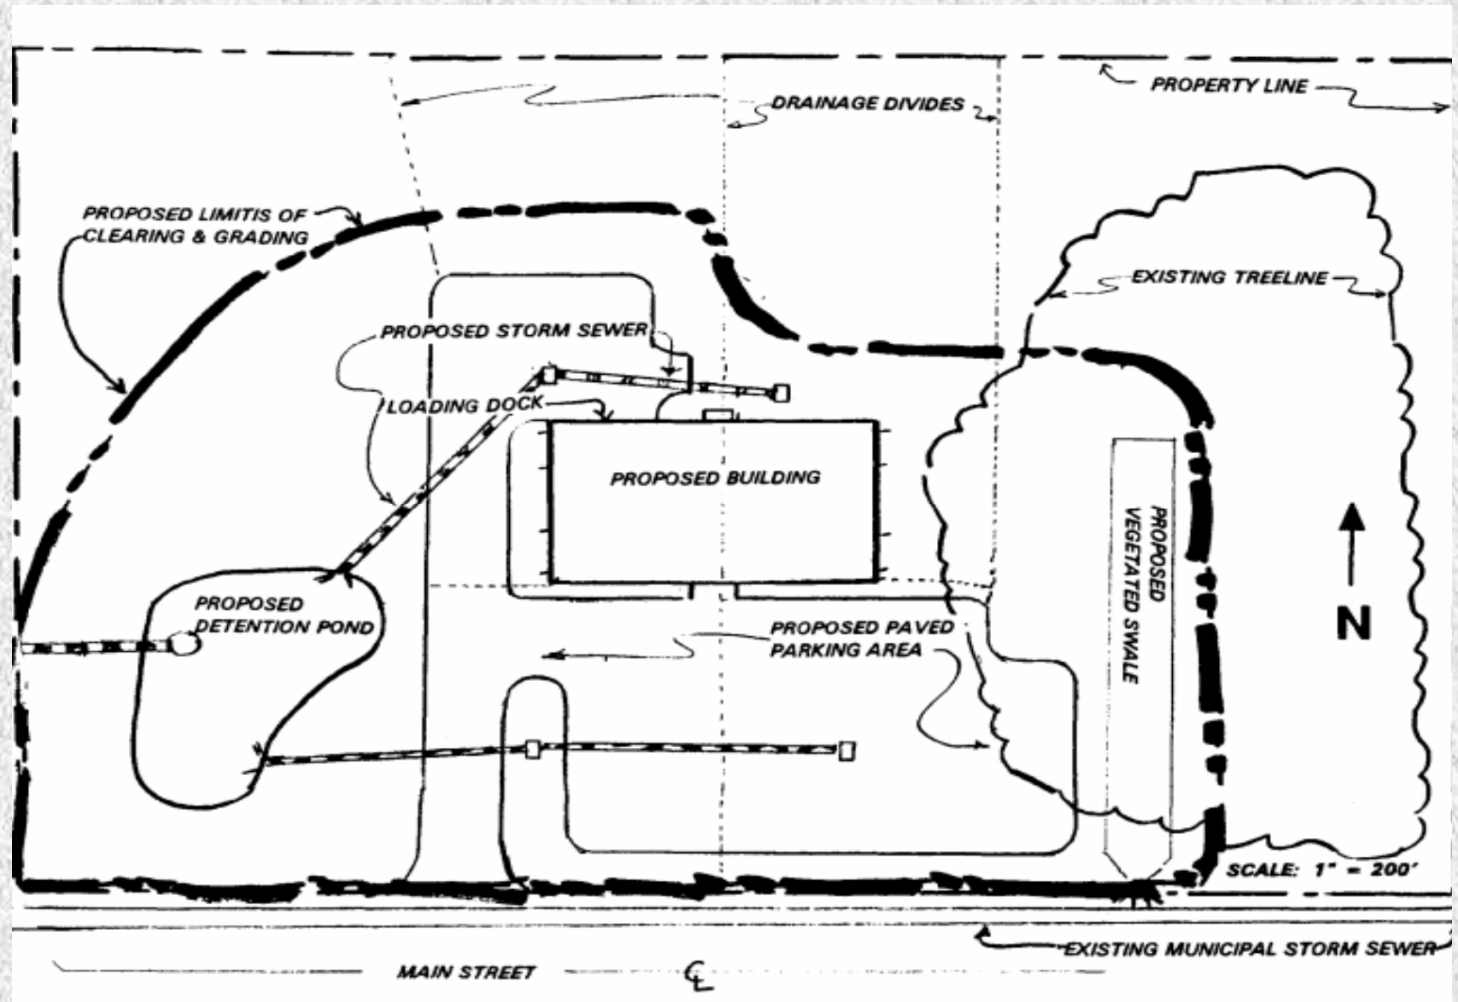 PROPERTY LINE
DRAINAGE DIVIDES
PROPOSED LIMITIS OF
CLEARING & GRADING
EXISTING TREELINE
PROPOSED STORM SEWER
LOADING DOCK
PROPOSED BUILDING
PROPOSED
VEGETATED SWALE
PROPOSED
DETENTION POND
N
PROPOSED PAVED
PARKING AREA
SCALE: 1" = 200'
EXISTING MUNICIPAL STORM SEWER
MAIN STREET
CL